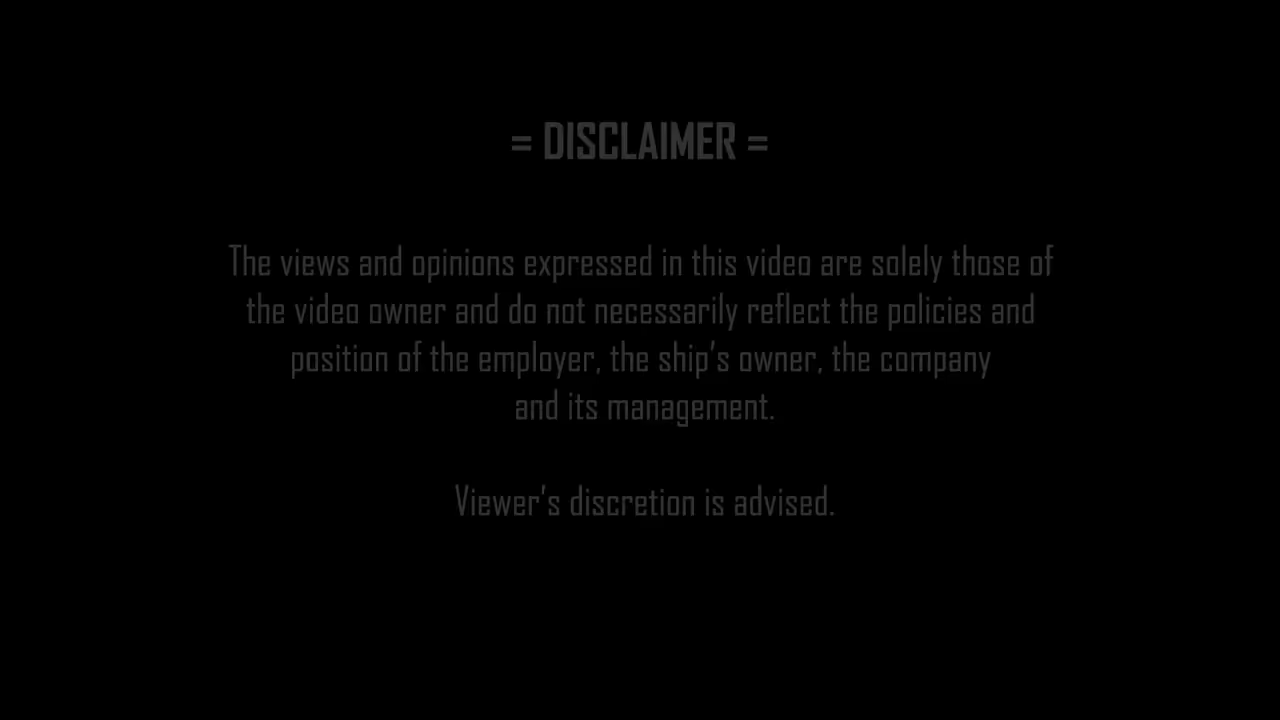 = DISCLAIMER =
The views and opinions expressed in this video are solely those of
the video owner and do not necessarily reflect the policies and
position of the employer, the ship's owner, the company
and its management.
Viewer's discretion is advised.